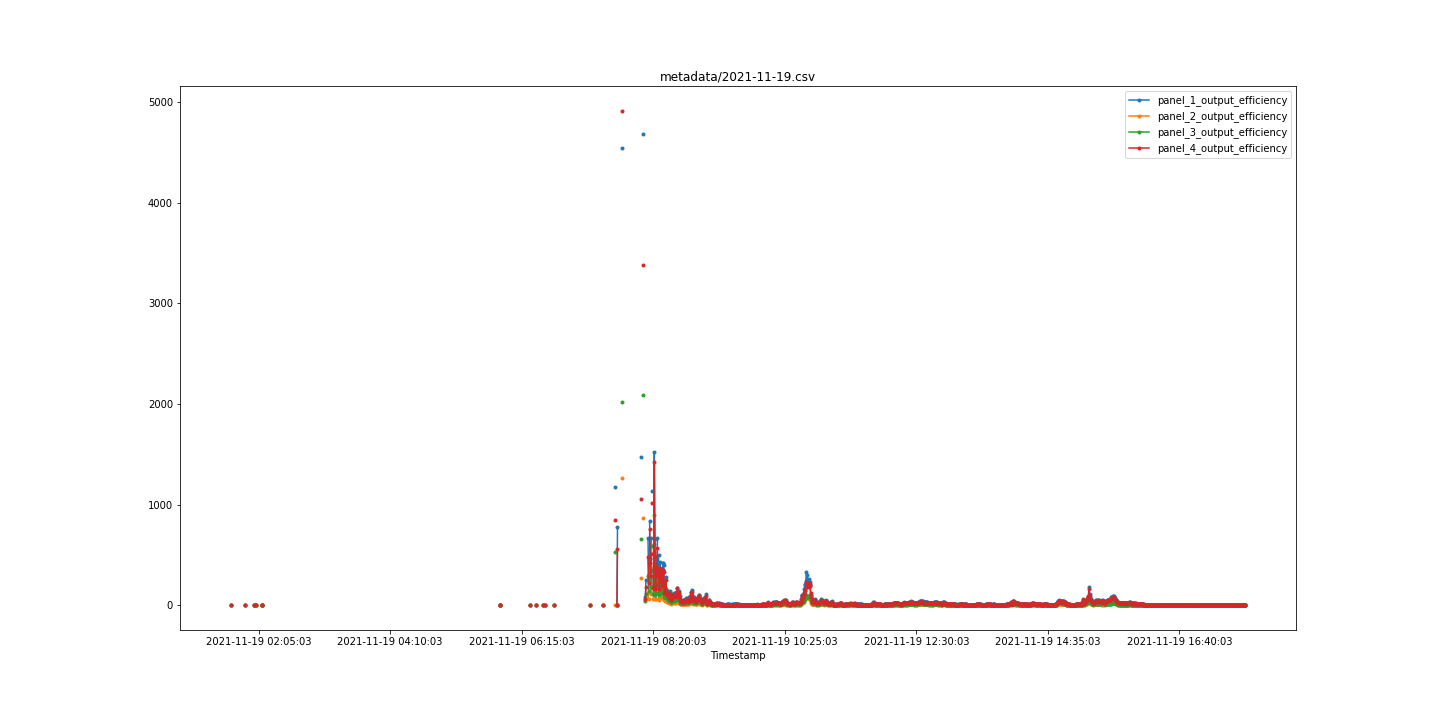 metadata/2021-11-19.csv
panel_1_output_efficiency
panel_2_output_efficiency
panel_3_output_efficiency
panel_4_output_efficiency
5000
4000
3000
2000
1000
0
2021-11-19 02:05:03 2021-11-19 04:10:03 2021-11-19 06:15:03 2021-11-19 08:20:03 2021-11-19 10:25:03 2021-11-19 12:30:03 2021-11-19 14:35:03 2021-11-19 16:40:03
Timestamp